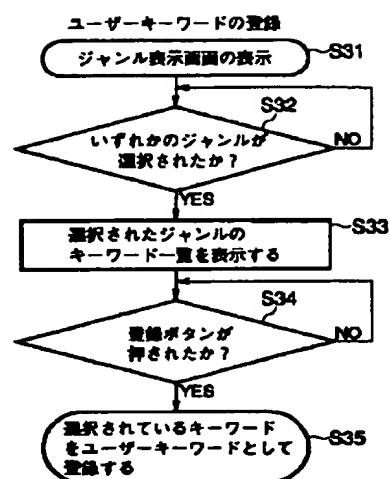 ユーザーキーワードの登録
ジャンル表示画面の表示
S31
S32
いずれかのジャンルが
選択されたか？
NO
YES
S33
選択されたジャンルの
キーワード一覧を表示する
S34
登録ボタンが
押されたか？
NO
YES
選択されているキーワード
をユーザーキーワードとして
登録する
S35